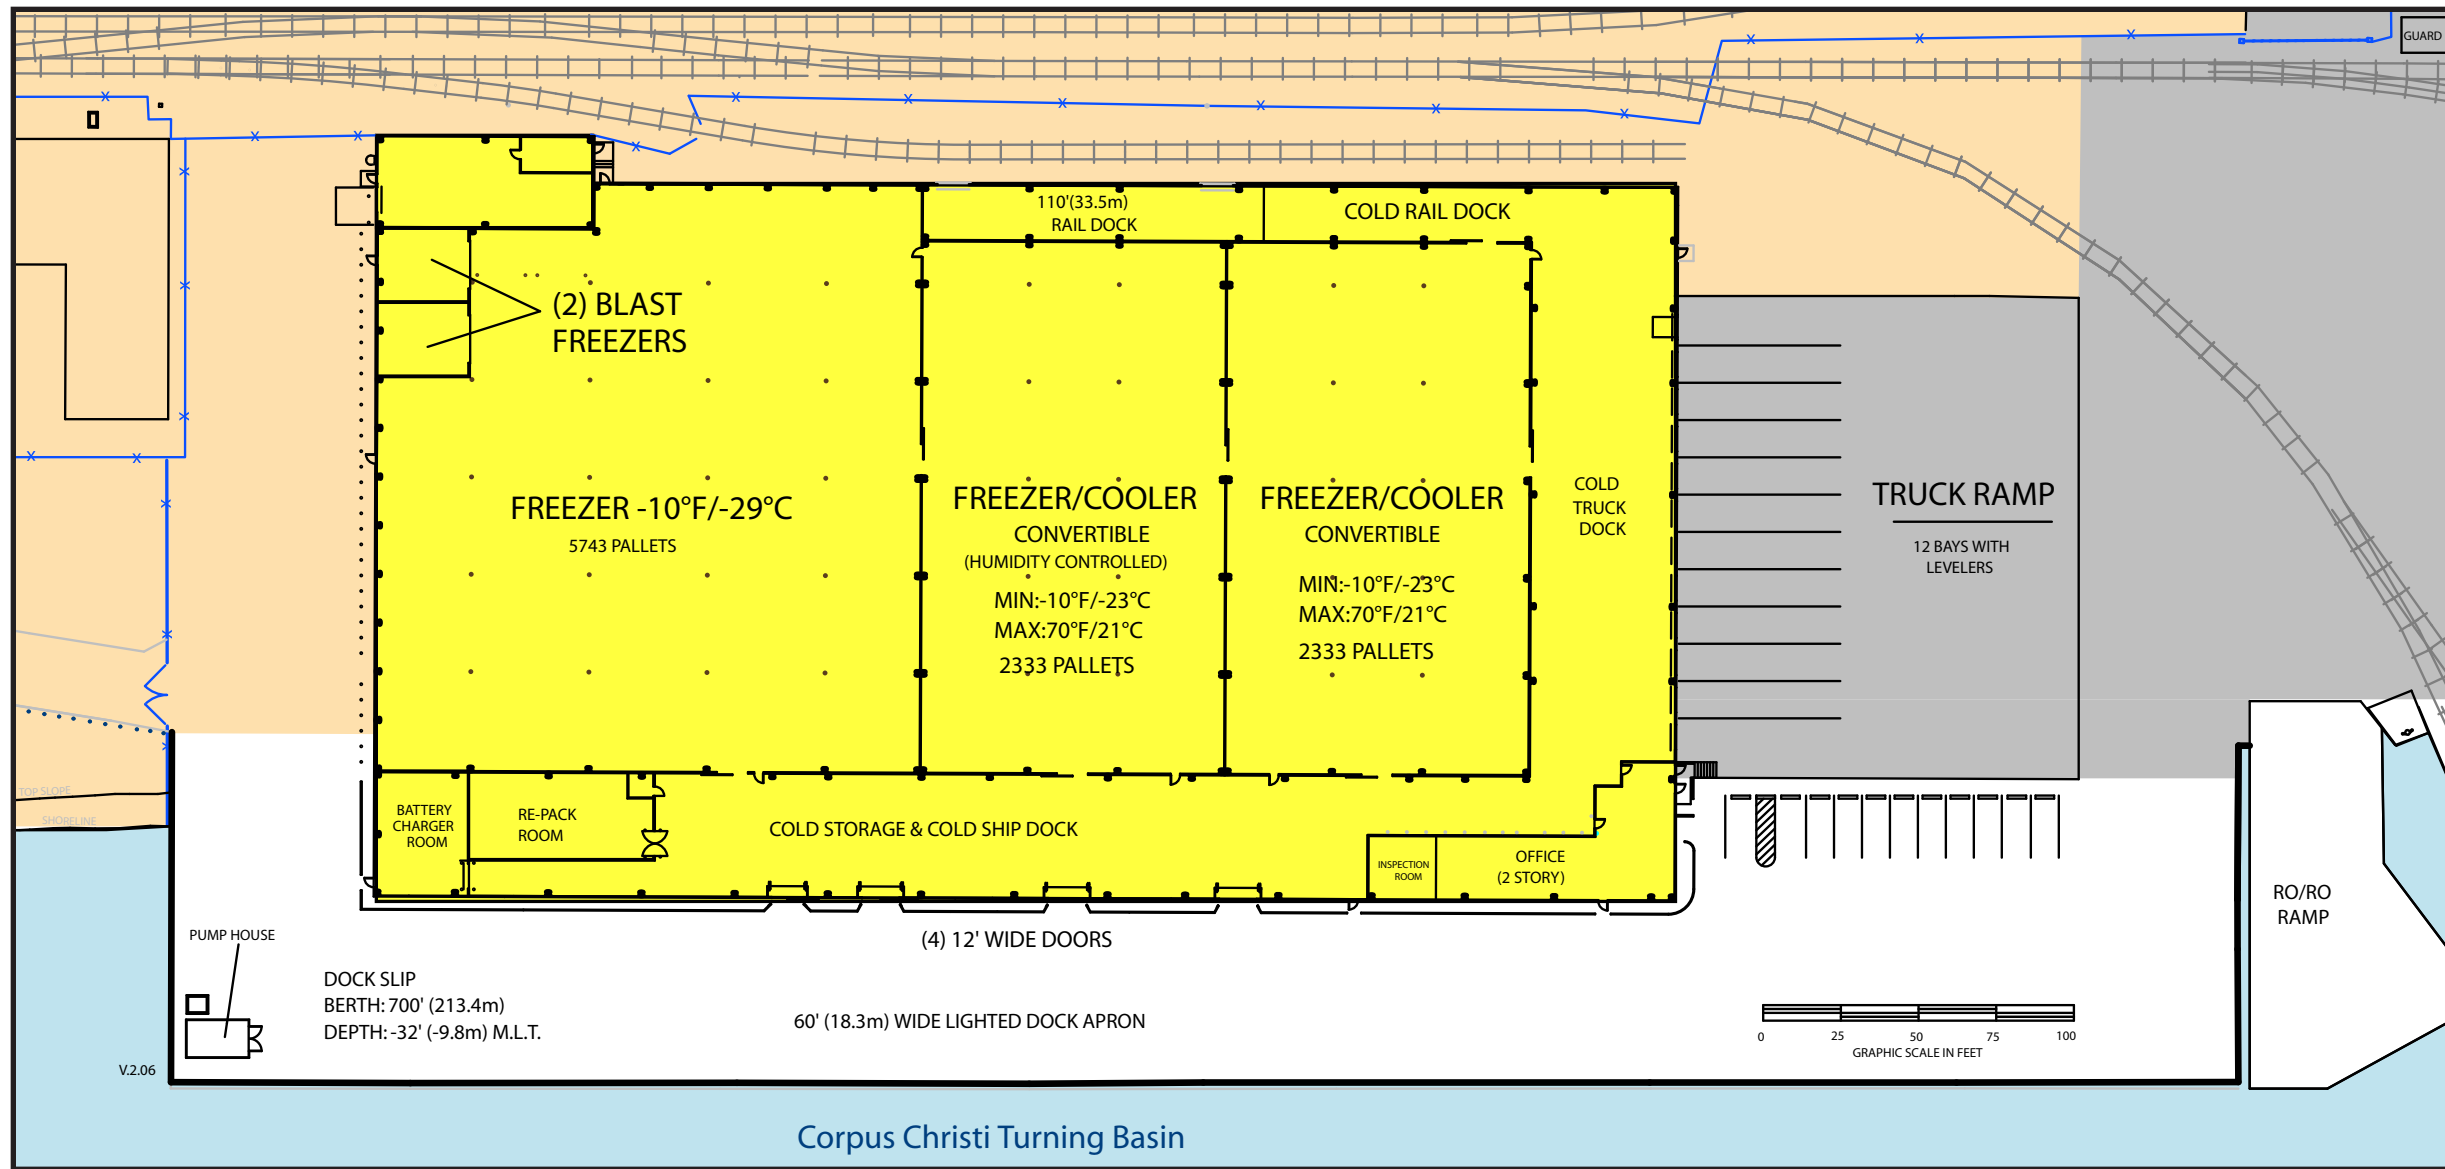 GUARD
110'(33.5m)
RAIL DOCK
COLD RAIL DOCK
(2) BLAST
FREEZERS
FREEZER -10°F/-29°C
5743 PALLETS
FREEZER/COOLER
CONVERTIBLE
(HUMIDITY CONTROLLED)
MIN:-10°F/-23°C
MAX:70°F/21°C
2333 PALLETS
FREEZER/COOLER
CONVERTIBLE
MIN:-10°F/-23°C
MAX:70°F/21°C
2333 PALLETS
COLD
TRUCK
DOCK
TRUCK RAMP
12 BAYS WITH
LEVELERS
TOP SLOPE
SHORELINE
BATTERY
CHARGER
ROOM
RE-PACK
ROOM
COLD STORAGE & COLD SHIP DOCK
INSPECTION
ROOM
OFFICE
(2 STORY)
RO/RO
RAMP
PUMP HOUSE
(4) 12' WIDE DOORS
DOCK SLIP
BERTH: 700' (213.4m)
DEPTH: -32' (-9.8m) M.L.T.
60' (18.3m) WIDE LIGHTED DOCK APRON
0 25 50 75 100
GRAPHIC SCALE IN FEET
V.2.06
Corpus Christi Turning Basin